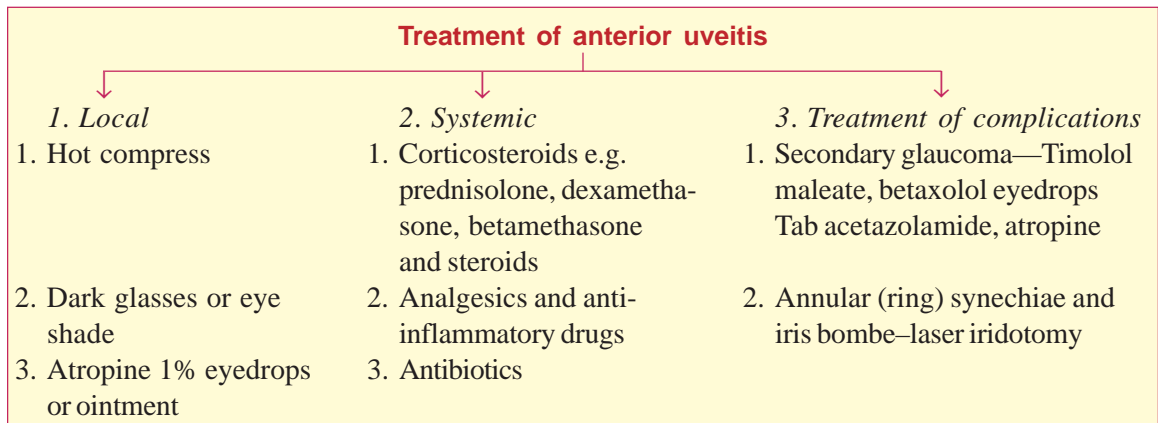 Treatment of anterior uveitis
1. Local
1. Hot compress
2. Dark glasses or eye
shade
3. Atropine 1% eyedrops
or ointment
2. Systemic
1. Corticosteroids e.g.
prednisolone, dexametha-
sone, betamethasone
and steroids
2. Analgesics and anti-
inflammatory drugs
3. Antibiotics
3. Treatment of complications
1. Secondary glaucoma—Timolol
maleate, betaxolol eyedrops
Tab acetazolamide, atropine
2. Annular (ring) synechiae and
iris bombe–laser iridotomy